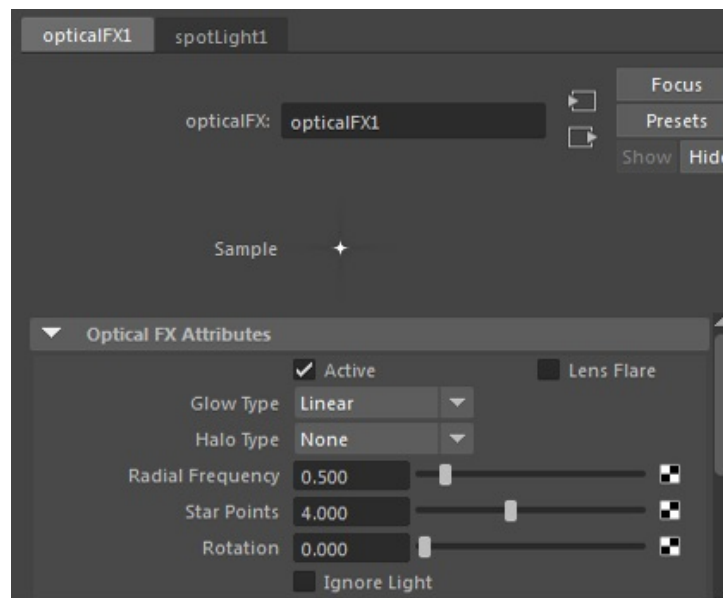 opticalFX1 spotLight1
Focus
opticalFX: opticalFX1 Presets
Show Hide
Sample
Optical FX Attributes
Active Lens Flare
Glow Type Linear
Halo Type None
Radial Frequency 0.500
Star Points 4.000
Rotation 0.000
Ignore Light